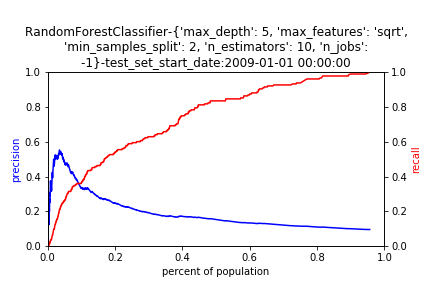 RandomForestClassifier-{'max_depth': 5, 'max_features': 'sqrt',
'min_samples_split': 2, 'n_estimators': 10, 'n_jobs':
-1}-test_set_start_date:2009-01-01 00:00:00
1.0
0.8
0.6
0.4
0.2
0.0
precision
1.0
0.8
0.6
0.4
0.2
0.0
recall
0.0 0.2 0.4 0.6 0.8 1.0
percent of population